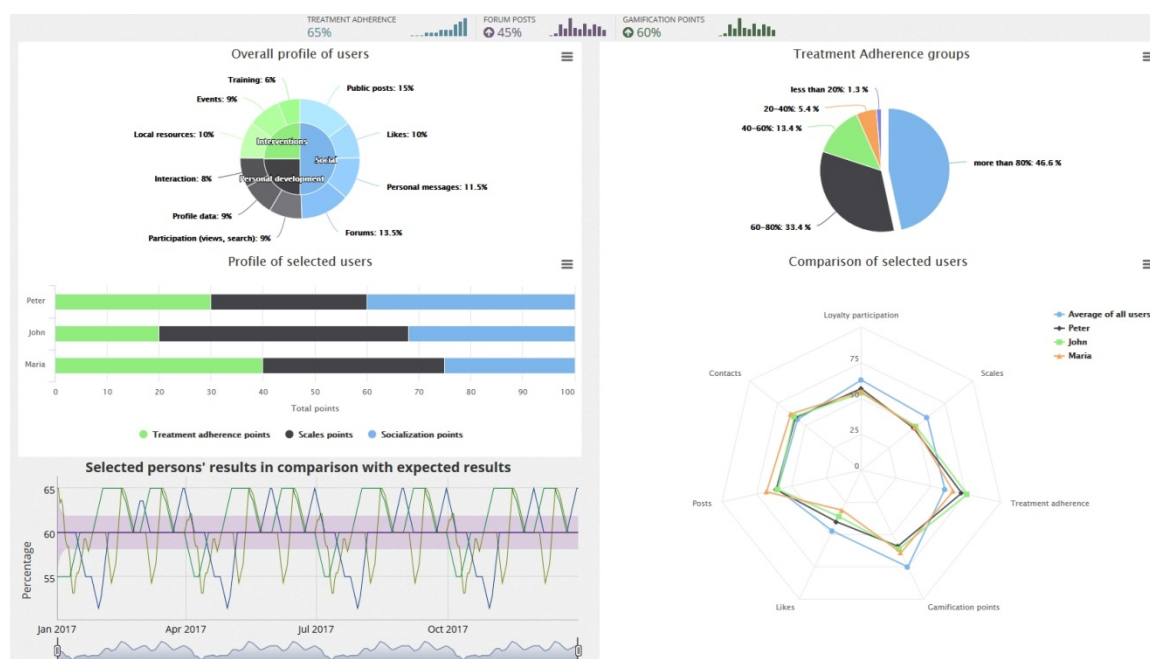 TREATMENT ADHERENCE
65%
FORUM POSTS
45%
GAMIFICATION POINTS
60%
Overall profile of users
Training: 6%
Events: 9%
Local resources: 10%
Interaction: 8%
Profile data: 9%
Participation (views, search): 9%
Public posts: 15%
Likes: 10%
Personal messages: 11.5%
Forums: 13.5%
Interventions
Social
Personal development
Treatment Adherence groups
less than 20%: 1.3 %
20-40%: 5.4 %
40-60%: 13.4 %
60-80%: 33.4 %
more than 80%: 46.6 %
Profile of selected users
Peter
John
Maria
0 10 20 30 40 50 60 70 80 90 100
Total points
Treatment adherence points Scales points Socialization points
Comparison of selected users
Average of all users
Peter
John
Maria
Loyalty participation
Scales
Treatment adherence
Gamification points
Likes
Posts
Contacts
75
50
25
0
Selected persons' results in comparison with expected results
Percentage
65
60
55
Jan 2017 Apr 2017 Jul 2017 Oct 2017